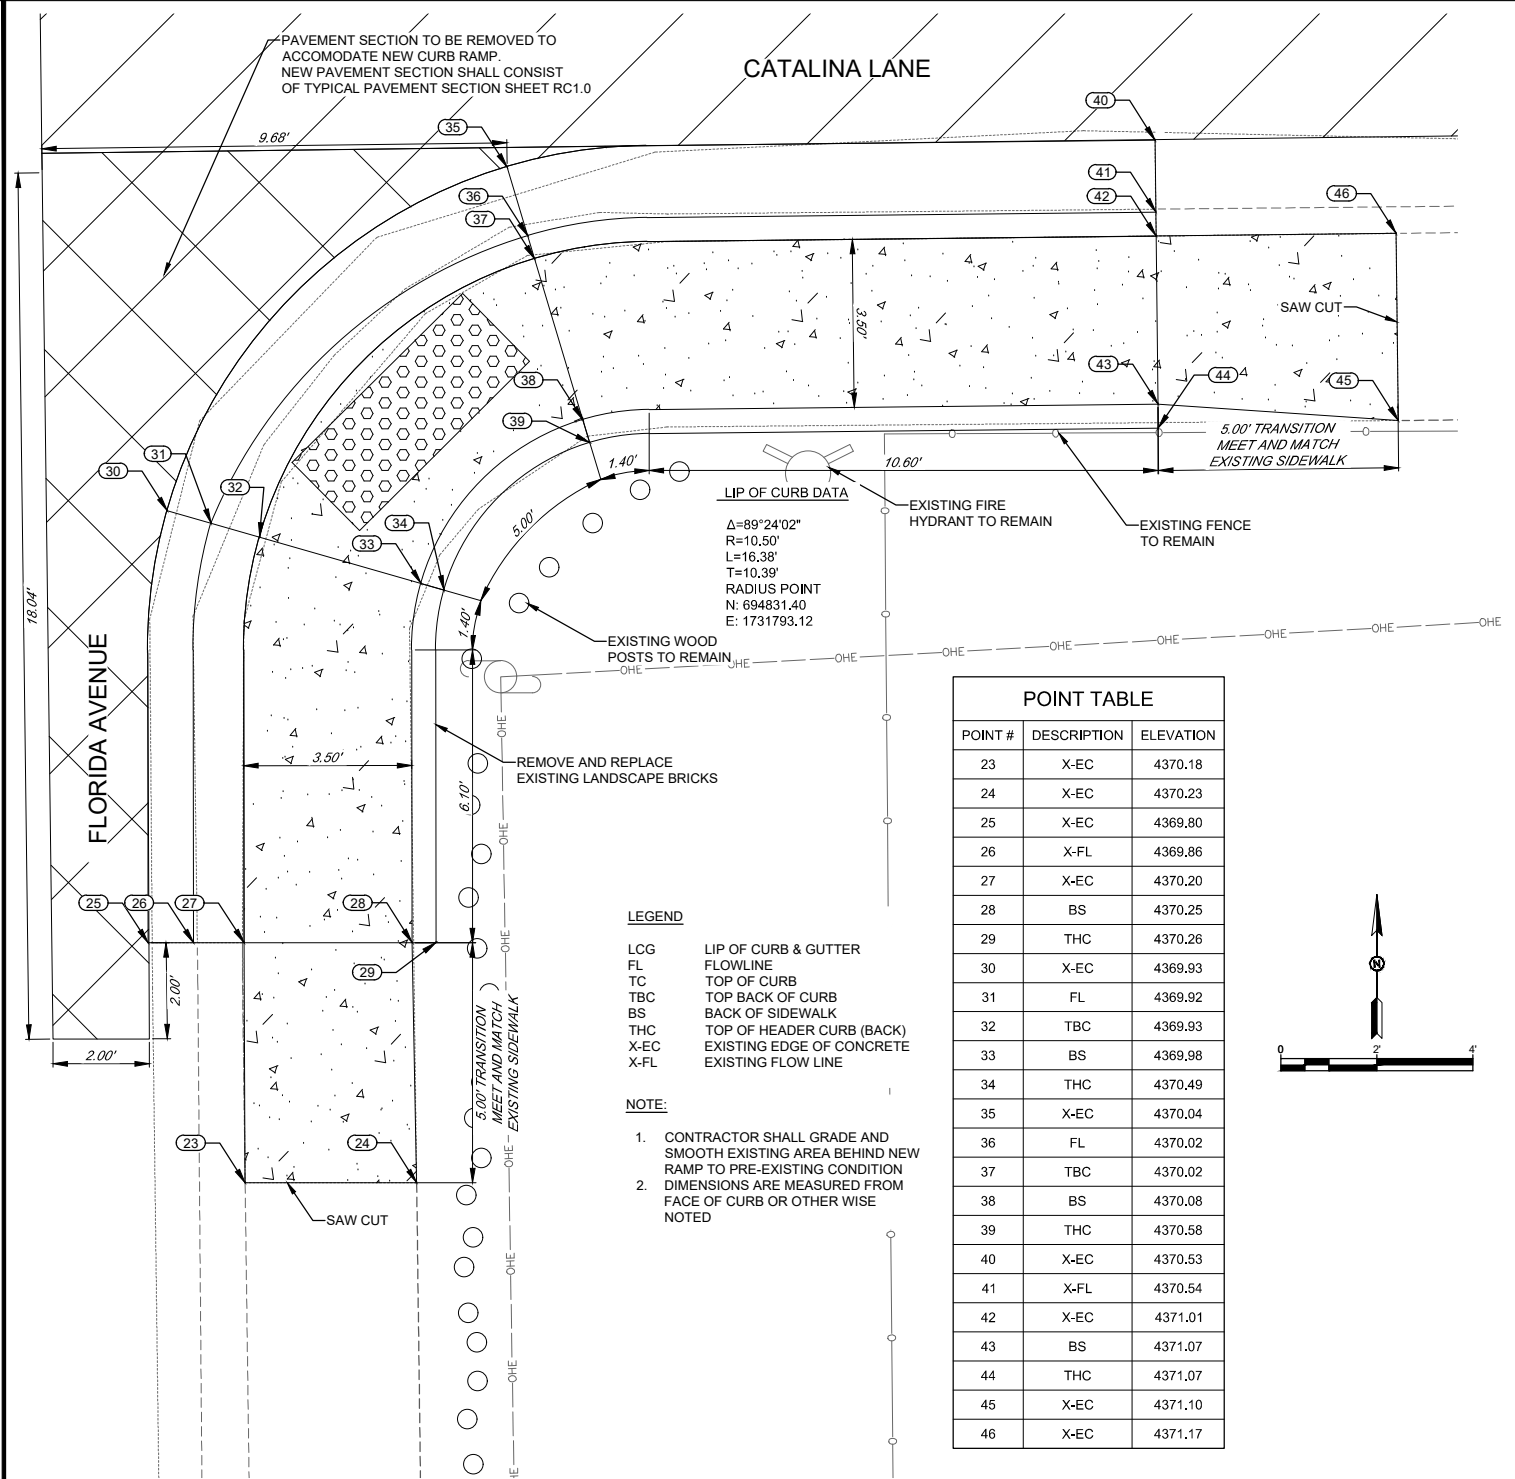 PAVEMENT SECTION TO BE REMOVED TO
ACCOMODATE NEW CURB RAMP.
NEW PAVEMENT SECTION SHALL CONSIST
OF TYPICAL PAVEMENT SECTION SHEET RC1.0
CATALINA LANE
9.68'
35
40
36
37
41
42
46
SAW CUT
3.50'
38
39
43
44
45
5.00' TRANSITION
MEET AND MATCH
EXISTING SIDEWALK
31
30
32
34
33
1.40'
10.60'
5.00'
1.40'
18.04'
LIP OF CURB DATA
Δ=89°24'02"
R=10.50'
L=16.38'
T=10.39'
RADIUS POINT
N: 694831.40
E: 1731793.12
EXISTING FIRE
HYDRANT TO REMAIN
EXISTING FENCE
TO REMAIN
EXISTING WOOD
POSTS TO REMAIN
OHE
OHE
OHE
OHE
OHE
OHE
OHE
OHE
OHE
FLORIDA AVENUE
3.50'
6.10'
REMOVE AND REPLACE
EXISTING LANDSCAPE BRICKS
OHE
OHE
OHE
OHE
OHE
OHE
25
26
27
28
29
2.00'
2.00'
5.00' TRANSITION
MEET AND MATCH
EXISTING SIDEWALK
23
24
SAW CUT
LEGEND
LCG LIP OF CURB & GUTTER
FL FLOWLINE
TC TOP OF CURB
TBC TOP BACK OF CURB
BS BACK OF SIDEWALK
THC TOP OF HEADER CURB (BACK)
X-EC EXISTING EDGE OF CONCRETE
X-FL EXISTING FLOW LINE
NOTE:
1. CONTRACTOR SHALL GRADE AND
SMOOTH EXISTING AREA BEHIND NEW
RAMP TO PRE-EXISTING CONDITION
2. DIMENSIONS ARE MEASURED FROM
FACE OF CURB OR OTHER WISE
NOTED
POINT TABLE
POINT # DESCRIPTION ELEVATION
23 X-EC 4370.18
24 X-EC 4370.23
25 X-EC 4369.80
26 X-FL 4369.86
27 X-EC 4370.20
28 BS 4370.25
29 THC 4370.26
30 X-EC 4369.93
31 FL 4369.92
32 TBC 4369.93
33 BS 4369.98
34 THC 4370.49
35 X-EC 4370.04
36 FL 4370.02
37 TBC 4370.02
38 BS 4370.08
39 THC 4370.58
40 X-EC 4370.53
41 X-FL 4370.54
42 X-EC 4371.01
43 BS 4371.07
44 THC 4371.07
45 X-EC 4371.10
46 X-EC 4371.17
N
0 2' 4'